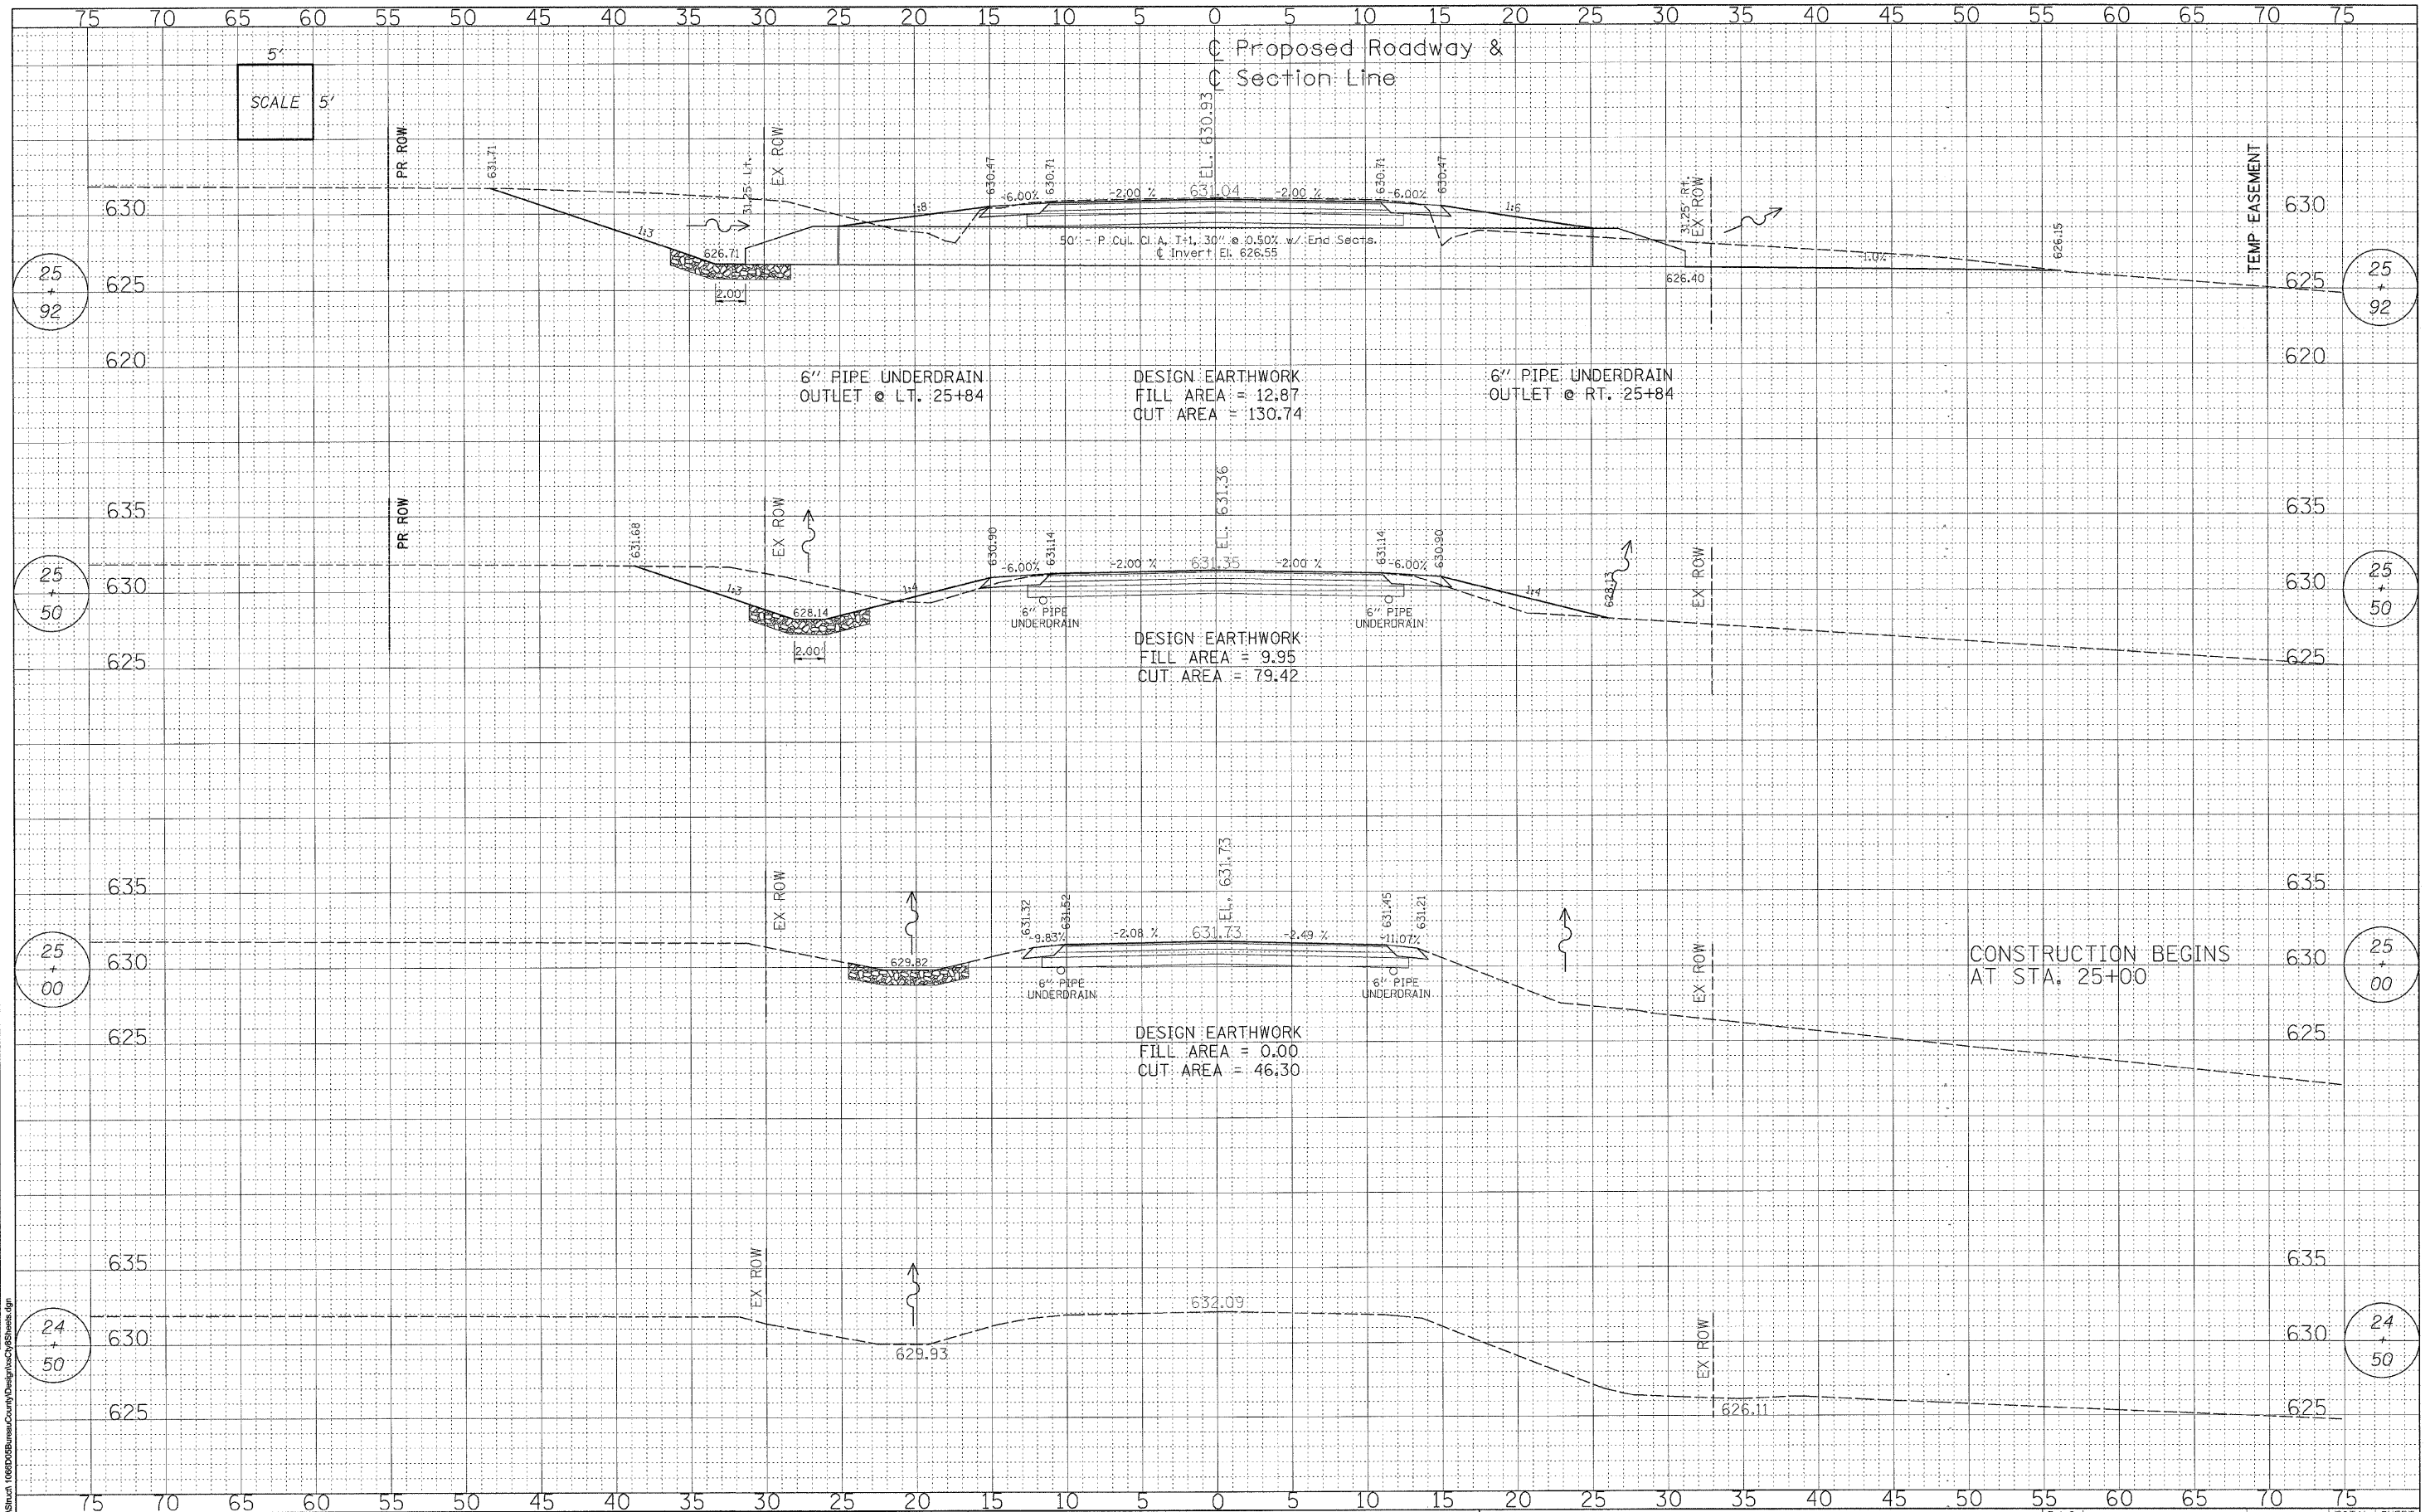 75 70 65 60 55 50 45 40 35 30 25 20 15 10 5 0 5 10 15 20 25 30 35 40 45 50 55 60 65 70 75
℄ Proposed Roadway &
℄ Section Line
5'
SCALE 5'
PR ROW
631.71
31.25' Lt.
EX ROW
630.47
630.71
EL. 630.93
630.71
630.47
31.25' Rt.
EX ROW
626.15
TEMP EASEMENT
630
1:3
1:8
-6.00%
-2.00 %
631.04
-2.00 %
-6.00%
1:6
630
50' - P Cul. Cl A, T-1, 30" @ 0.50% w/ End Sects.
℄ Invert El. 626.55
626.71
2.00'
626.40
-1.0%
25
+
92
625
625
25
+
92
620
620
6" PIPE UNDERDRAIN
OUTLET @ LT. 25+84
DESIGN EARTHWORK
FILL AREA = 12.87
CUT AREA = 130.74
6" PIPE UNDERDRAIN
OUTLET @ RT. 25+84
635
PR ROW
631.68
EX ROW
630.90
631.14
EL. 631.36
631.14
630.90
628.13
EX ROW
635
-6.00%
-2.00 %
631.35
-2.00 %
-6.00%
25
+
50
630
1:3
628.14
1:4
1:4
630
25
+
50
6" PIPE
UNDERDRAIN
6" PIPE
UNDERDRAIN
2.00'
DESIGN EARTHWORK
FILL AREA = 9.95
CUT AREA = 79.42
625
625
635
EX ROW
631.32
631.52
EL. 631.73
631.45
631.21
EX ROW
635
-9.83%
-2.08 %
631.73
-2.49 %
-11.07%
25
+
00
630
629.82
CONSTRUCTION BEGINS
AT STA. 25+00
630
25
+
00
6" PIPE
UNDERDRAIN
6" PIPE
UNDERDRAIN
DESIGN EARTHWORK
FILL AREA = 0.00
CUT AREA = 46.30
625
625
635
EX ROW
635
632.09
24
+
50
630
629.93
EX ROW
630
24
+
50
625
626.11
625
75 70 65 60 55 50 45 40 35 30 25 20 15 10 5 0 5 10 15 20 25 30 35 40 45 50 55 60 65 70 75